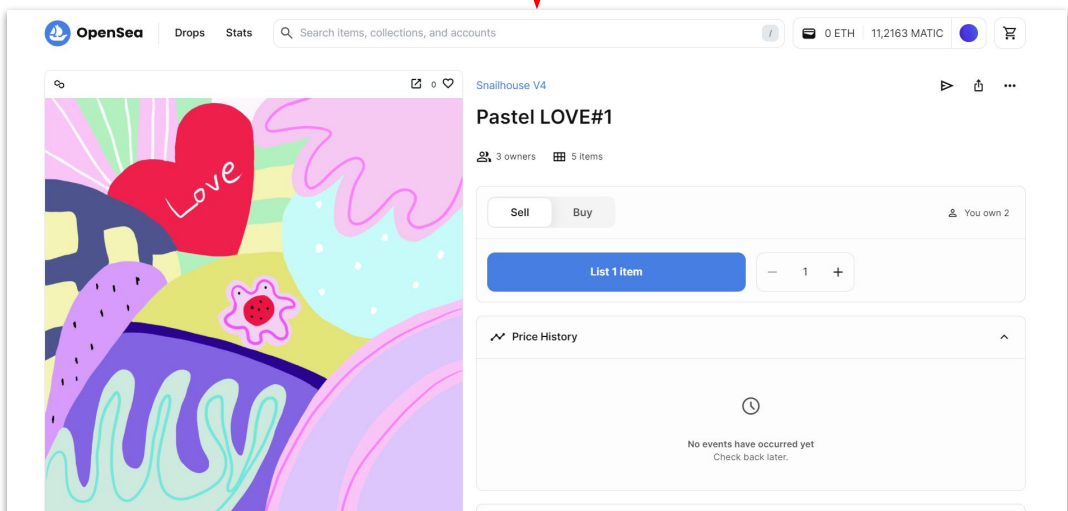 OpenSea Drops Stats Search items, collections, and accounts / 0 ETH 11,2163 MATIC
0
Snailhouse V4
Pastel LOVE#1
3 owners 5 items
Love
Sell Buy You own 2
List 1 item − 1 +
Price History
No events have occurred yet
Check back later.